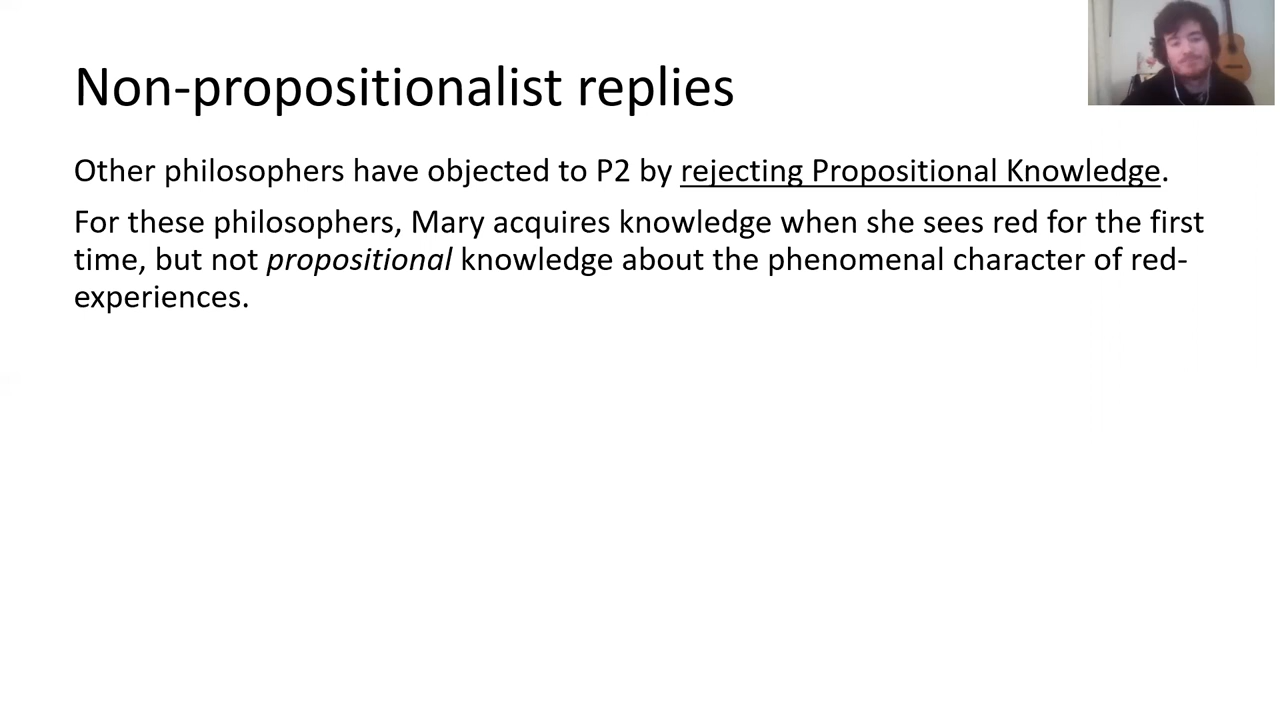 Non-propositionalist replies
Other philosophers have objected to P2 by rejecting Propositional Knowledge.
For these philosophers, Mary acquires knowledge when she sees red for the first
time, but not propositional knowledge about the phenomenal character of red-
experiences.